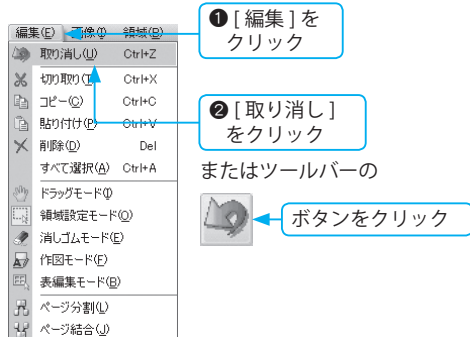 編集(E) 画像(I) 領域(R)
取り消し(U) Ctrl+Z
切り取り(T) Ctrl+X
コピー(C) Ctrl+C
貼り付け(P) Ctrl+V
削除(D) Del
すべて選択(A) Ctrl+A
ドラッグモード(I)
領域設定モード(O)
消しゴムモード(E)
作図モード(F)
表編集モード(B)
ページ分割(L)
ページ結合(J)
❶ [ 編集 ] を
クリック
❷ [ 取り消し ]
をクリック
またはツールバーの
ボタンをクリック